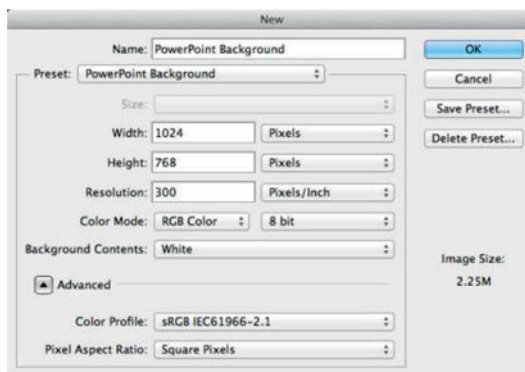 New
Name: PowerPoint Background
OK
Preset: PowerPoint Background
Cancel
Size:
Save Preset...
Width: 1024 Pixels
Delete Preset...
Height: 768 Pixels
Resolution: 300 Pixels/Inch
Color Mode: RGB Color 8 bit
Background Contents: White
Image Size:
2.25M
Advanced
Color Profile: sRGB IEC61966-2.1
Pixel Aspect Ratio: Square Pixels